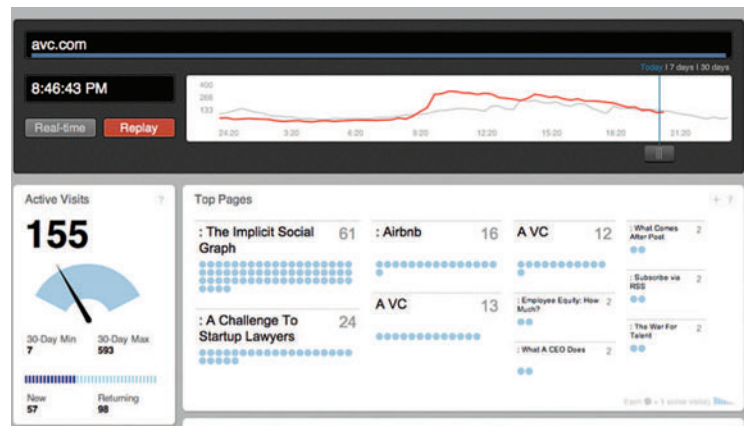 avc.com
Today | 7 days | 30 days
8:46:43 PM
400
266
133
Real-time Replay
24:20 3:20 6:20 9:20 12:20 15:20 18:20 21:20
Active Visits ?
155
30-Day Min 30-Day Max
7 593
New Returning
57 98
Top Pages + ?
: The Implicit Social 61
Graph
: A Challenge To 24
Startup Lawyers
: Airbnb 16
A VC 13
A VC 12
: Employee Equity: How 2
Much?
: What A CEO Does 2
: What Comes 2
After Post
: Subscribe via 2
RSS
: The War For 2
Talent